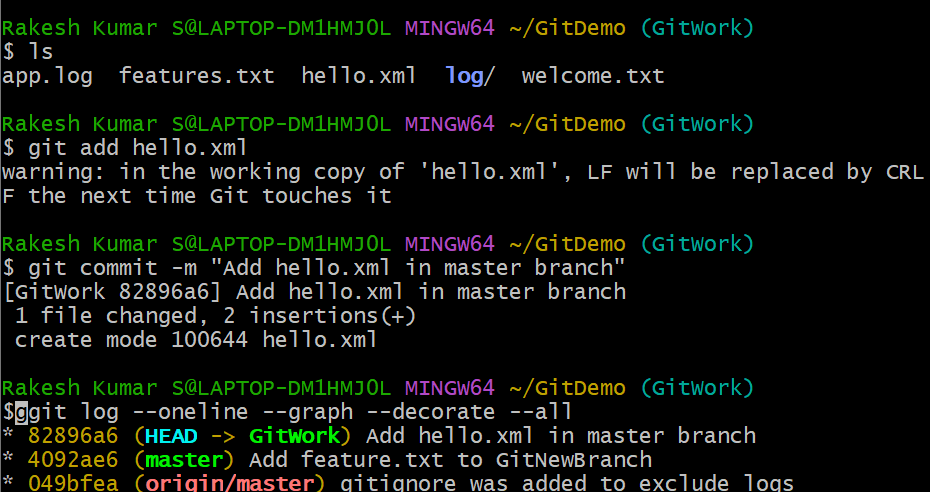 Rakesh Kumar S@LAPTOP-DM1HMJ0L MINGW64 ~/GitDemo (GitWork)
$ ls
app.log  features.txt  hello.xml  log/  welcome.txt
Rakesh Kumar S@LAPTOP-DM1HMJ0L MINGW64 ~/GitDemo (GitWork)
$ git add hello.xml
warning: in the working copy of 'hello.xml', LF will be replaced by CRL
F the next time Git touches it
Rakesh Kumar S@LAPTOP-DM1HMJ0L MINGW64 ~/GitDemo (GitWork)
$ git commit -m "Add hello.xml in master branch"
[GitWork 82896a6] Add hello.xml in master branch
 1 file changed, 2 insertions(+)
 create mode 100644 hello.xml
Rakesh Kumar S@LAPTOP-DM1HMJ0L MINGW64 ~/GitDemo (GitWork)
$ggit log --oneline --graph --decorate --all
* 82896a6 (HEAD -> GitWork) Add hello.xml in master branch
* 4092ae6 (master) Add feature.txt to GitNewBranch
* 049bfea (origin/master) gitignore was added to exclude logs